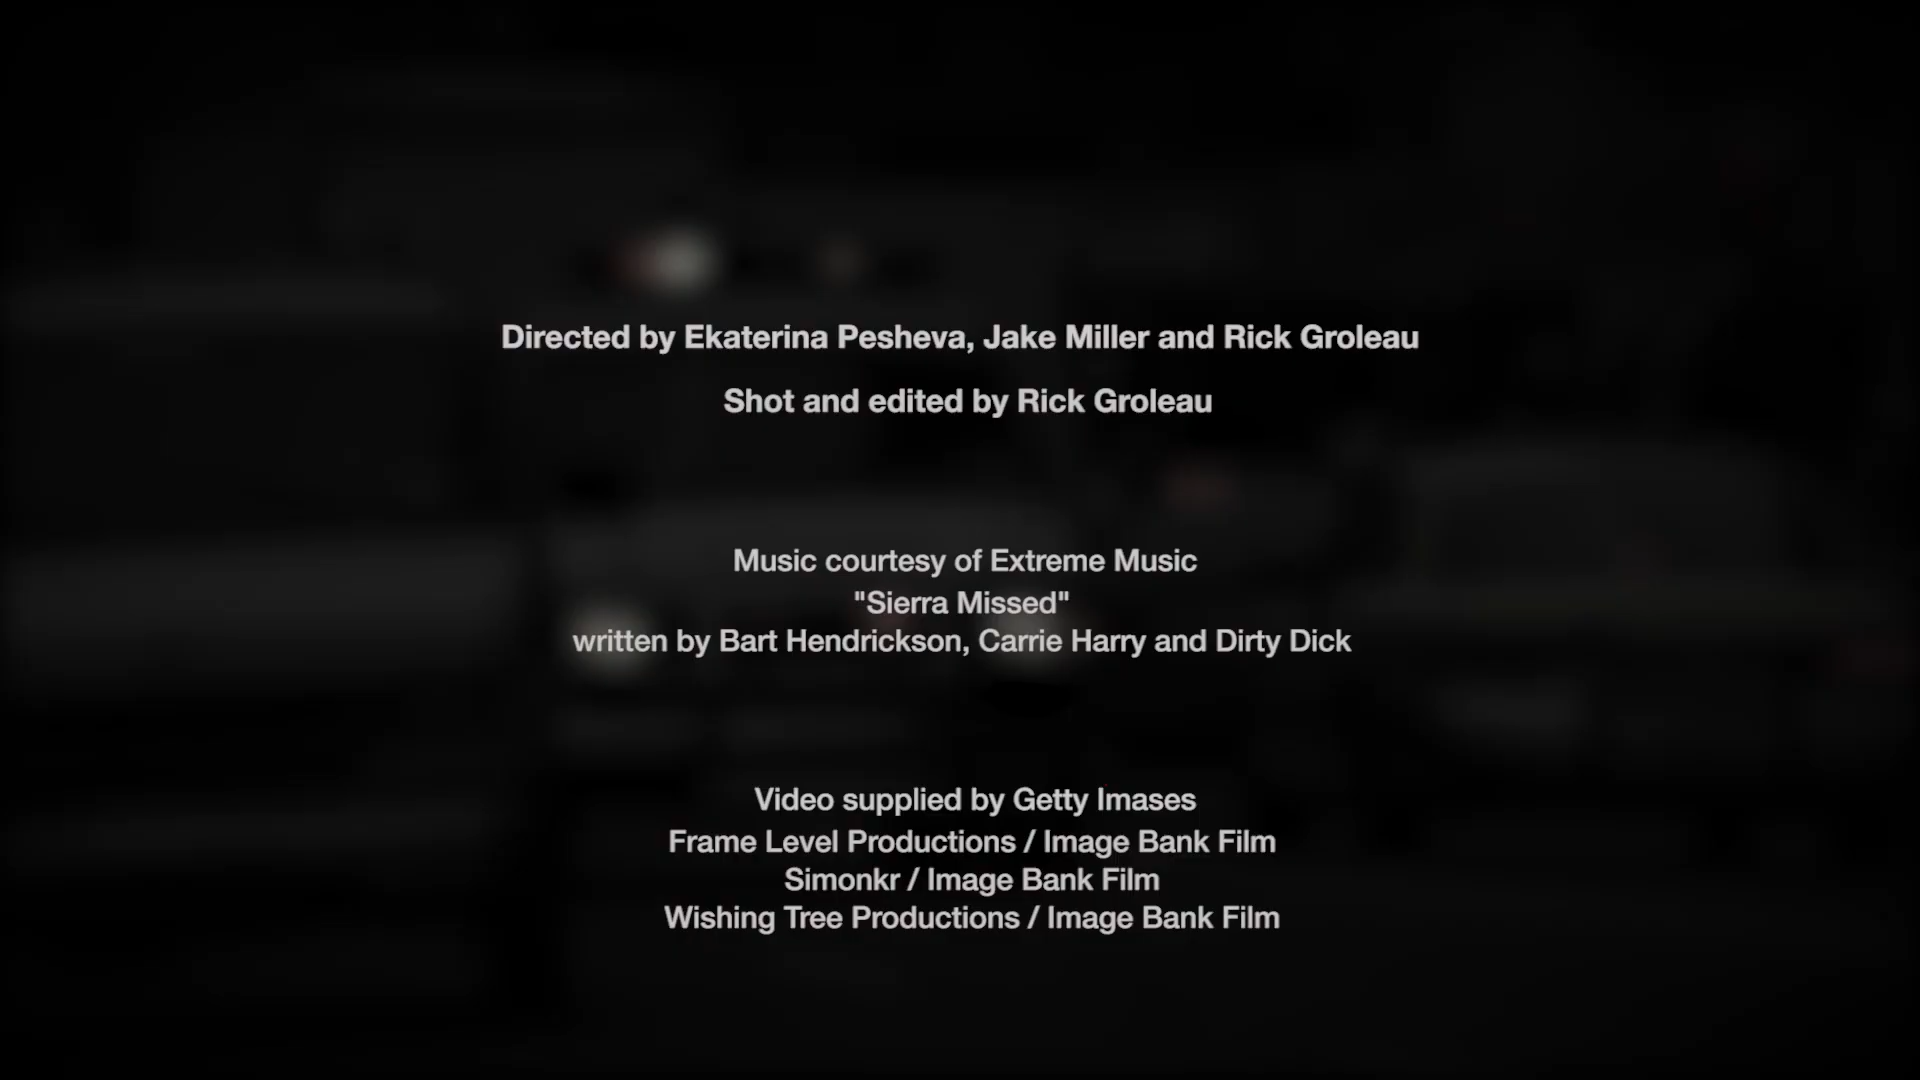 Directed by Ekaterina Pesheva, Jake Miller and Rick Groleau
Shot and edited by Rick Groleau
Music courtesy of Extreme Music
"Sierra Missed"
written by Bart Hendrickson, Carrie Harry and Dirty Dick
Video supplied by Getty Imases
Frame Level Productions / Image Bank Film
Simonkr / Image Bank Film
Wishing Tree Productions / Image Bank Film